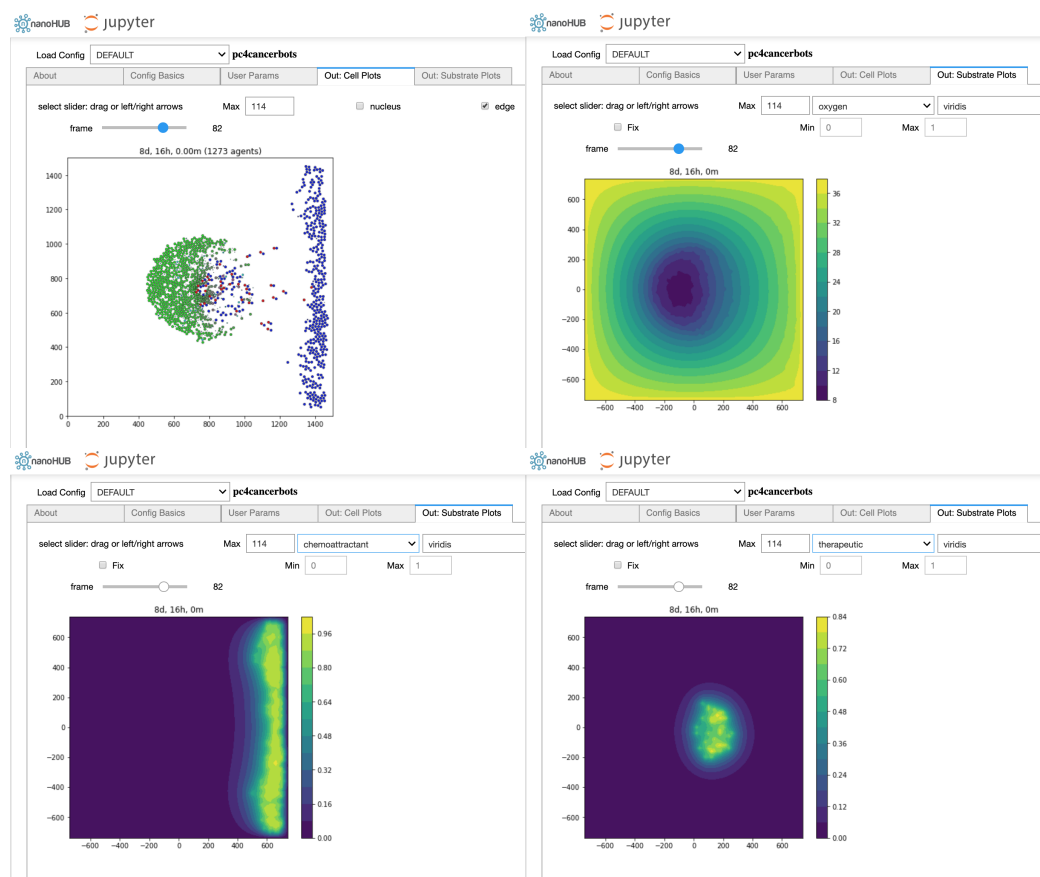 nanoHUB jupyter
Load Config DEFAULT pc4cancerbots
About Config Basics User Params Out: Cell Plots Out: Substrate Plots
select slider: drag or left/right arrows Max 114 nucleus edge
frame 82
8d, 16h, 0.00m (1273 agents)
1400
1200
1000
800
600
400
200
0
0 200 400 600 800 1000 1200 1400
nanoHUB jupyter
Load Config DEFAULT pc4cancerbots
About Config Basics User Params Out: Cell Plots Out: Substrate Plots
select slider: drag or left/right arrows Max 114 oxygen viridis
Fix Min 0 Max 1
frame 82
8d, 16h, 0m
600
400
200
0
−200
−400
−600
−600 −400 −200 0 200 400 600
36
32
28
24
20
16
12
8
nanoHUB jupyter
Load Config DEFAULT pc4cancerbots
About Config Basics User Params Out: Cell Plots Out: Substrate Plots
select slider: drag or left/right arrows Max 114 chemoattractant viridis
Fix Min 0 Max 1
frame 82
8d, 16h, 0m
600
400
200
0
−200
−400
−600
−600 −400 −200 0 200 400 600
0.96
0.80
0.64
0.48
0.32
0.16
0.00
nanoHUB jupyter
Load Config DEFAULT pc4cancerbots
About Config Basics User Params Out: Cell Plots Out: Substrate Plots
select slider: drag or left/right arrows Max 114 therapeutic viridis
Fix Min 0 Max 1
frame 82
8d, 16h, 0m
600
400
200
0
−200
−400
−600
−600 −400 −200 0 200 400 600
0.84
0.72
0.60
0.48
0.36
0.24
0.12
0.00